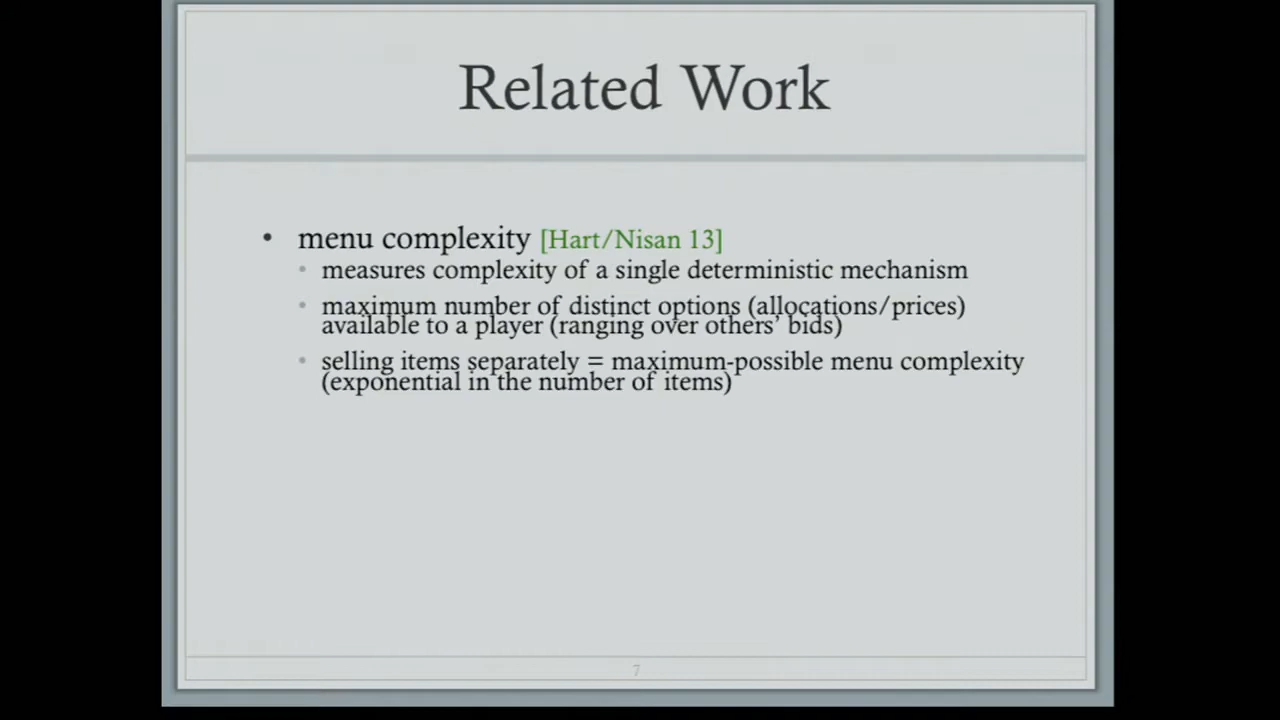 Related Work
• menu complexity [Hart/Nisan 13]
• measures complexity of a single deterministic mechanism
• maximum number of distinct options (allocations/prices)
available to a player (ranging over others’ bids)
• selling items separately = maximum-possible menu complexity
(exponential in the number of items)
7